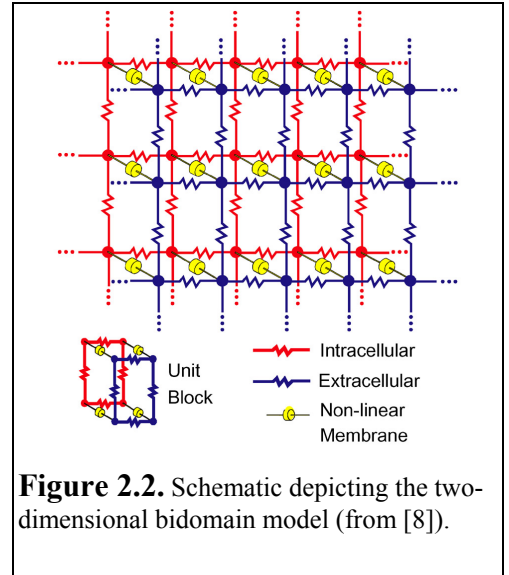 Unit
Block
Intracellular
Extracellular
Non-linear
Membrane
Figure 2.2. Schematic depicting the two-
dimensional bidomain model (from [8]).